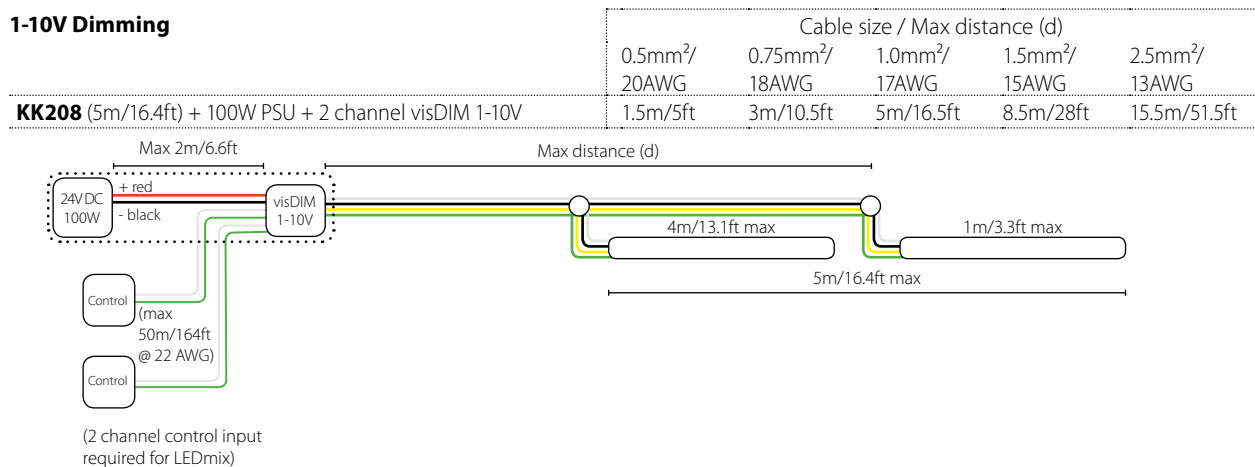 1-10V Dimming
Cable size / Max distance (d)
0.5mm²/ 0.75mm²/ 1.0mm²/ 1.5mm²/ 2.5mm²/
20AWG 18AWG 17AWG 15AWG 13AWG
KK208 (5m/16.4ft) + 100W PSU + 2 channel visDIM 1-10V 1.5m/5ft 3m/10.5ft 5m/16.5ft 8.5m/28ft 15.5m/51.5ft
Max 2m/6.6ft
Max distance (d)
24V DC
100W
+ red
- black
visDIM
1-10V
4m/13.1ft max
1m/3.3ft max
5m/16.4ft max
Control
(max
50m/164ft
@ 22 AWG)
Control
(2 channel control input
required for LEDmix)